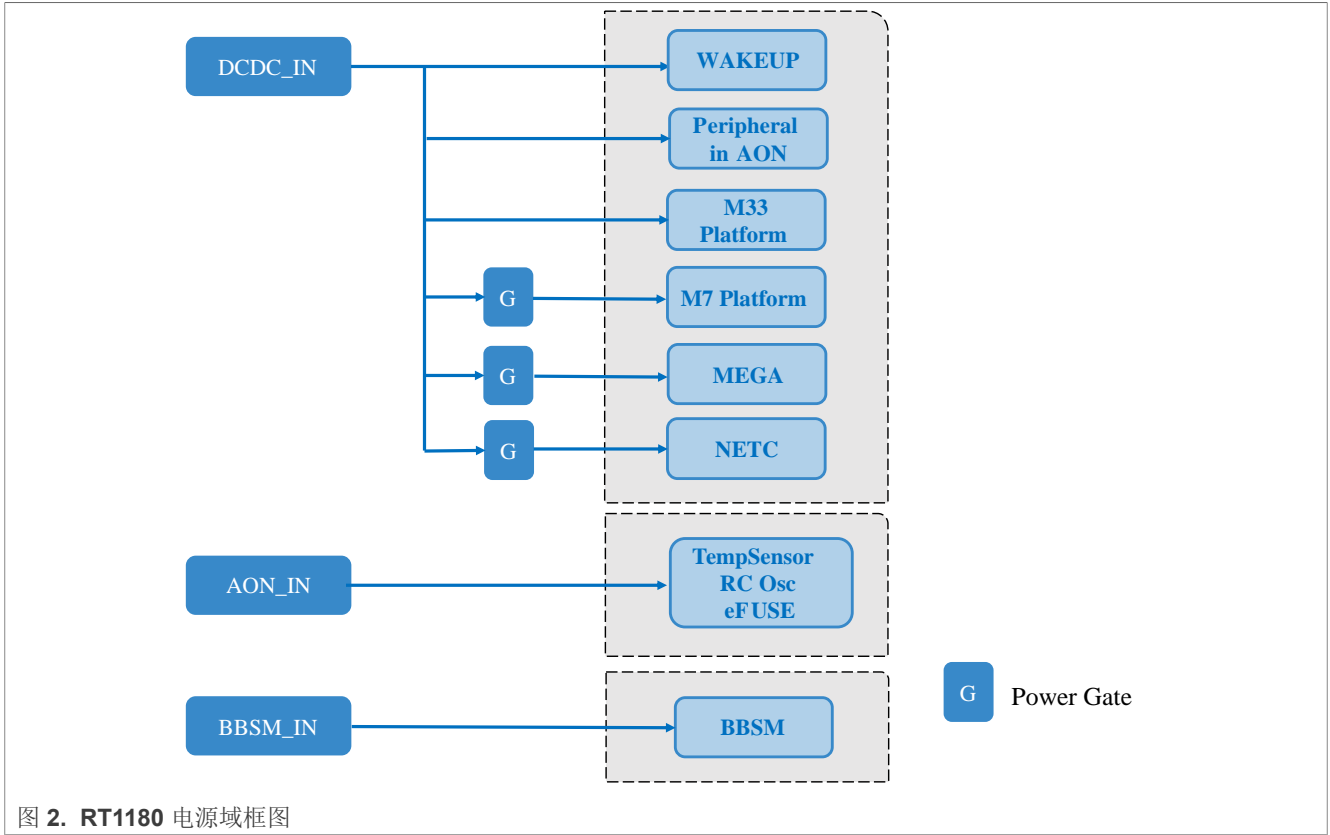 DCDC_IN
WAKEUP
Peripheral
in AON
M33
Platform
G
M7 Platform
G
MEGA
G
NETC
AON_IN
TempSensor
RC Osc
eFUSE
BBSM_IN
BBSM
G
Power Gate
图 2. RT1180 电源域框图